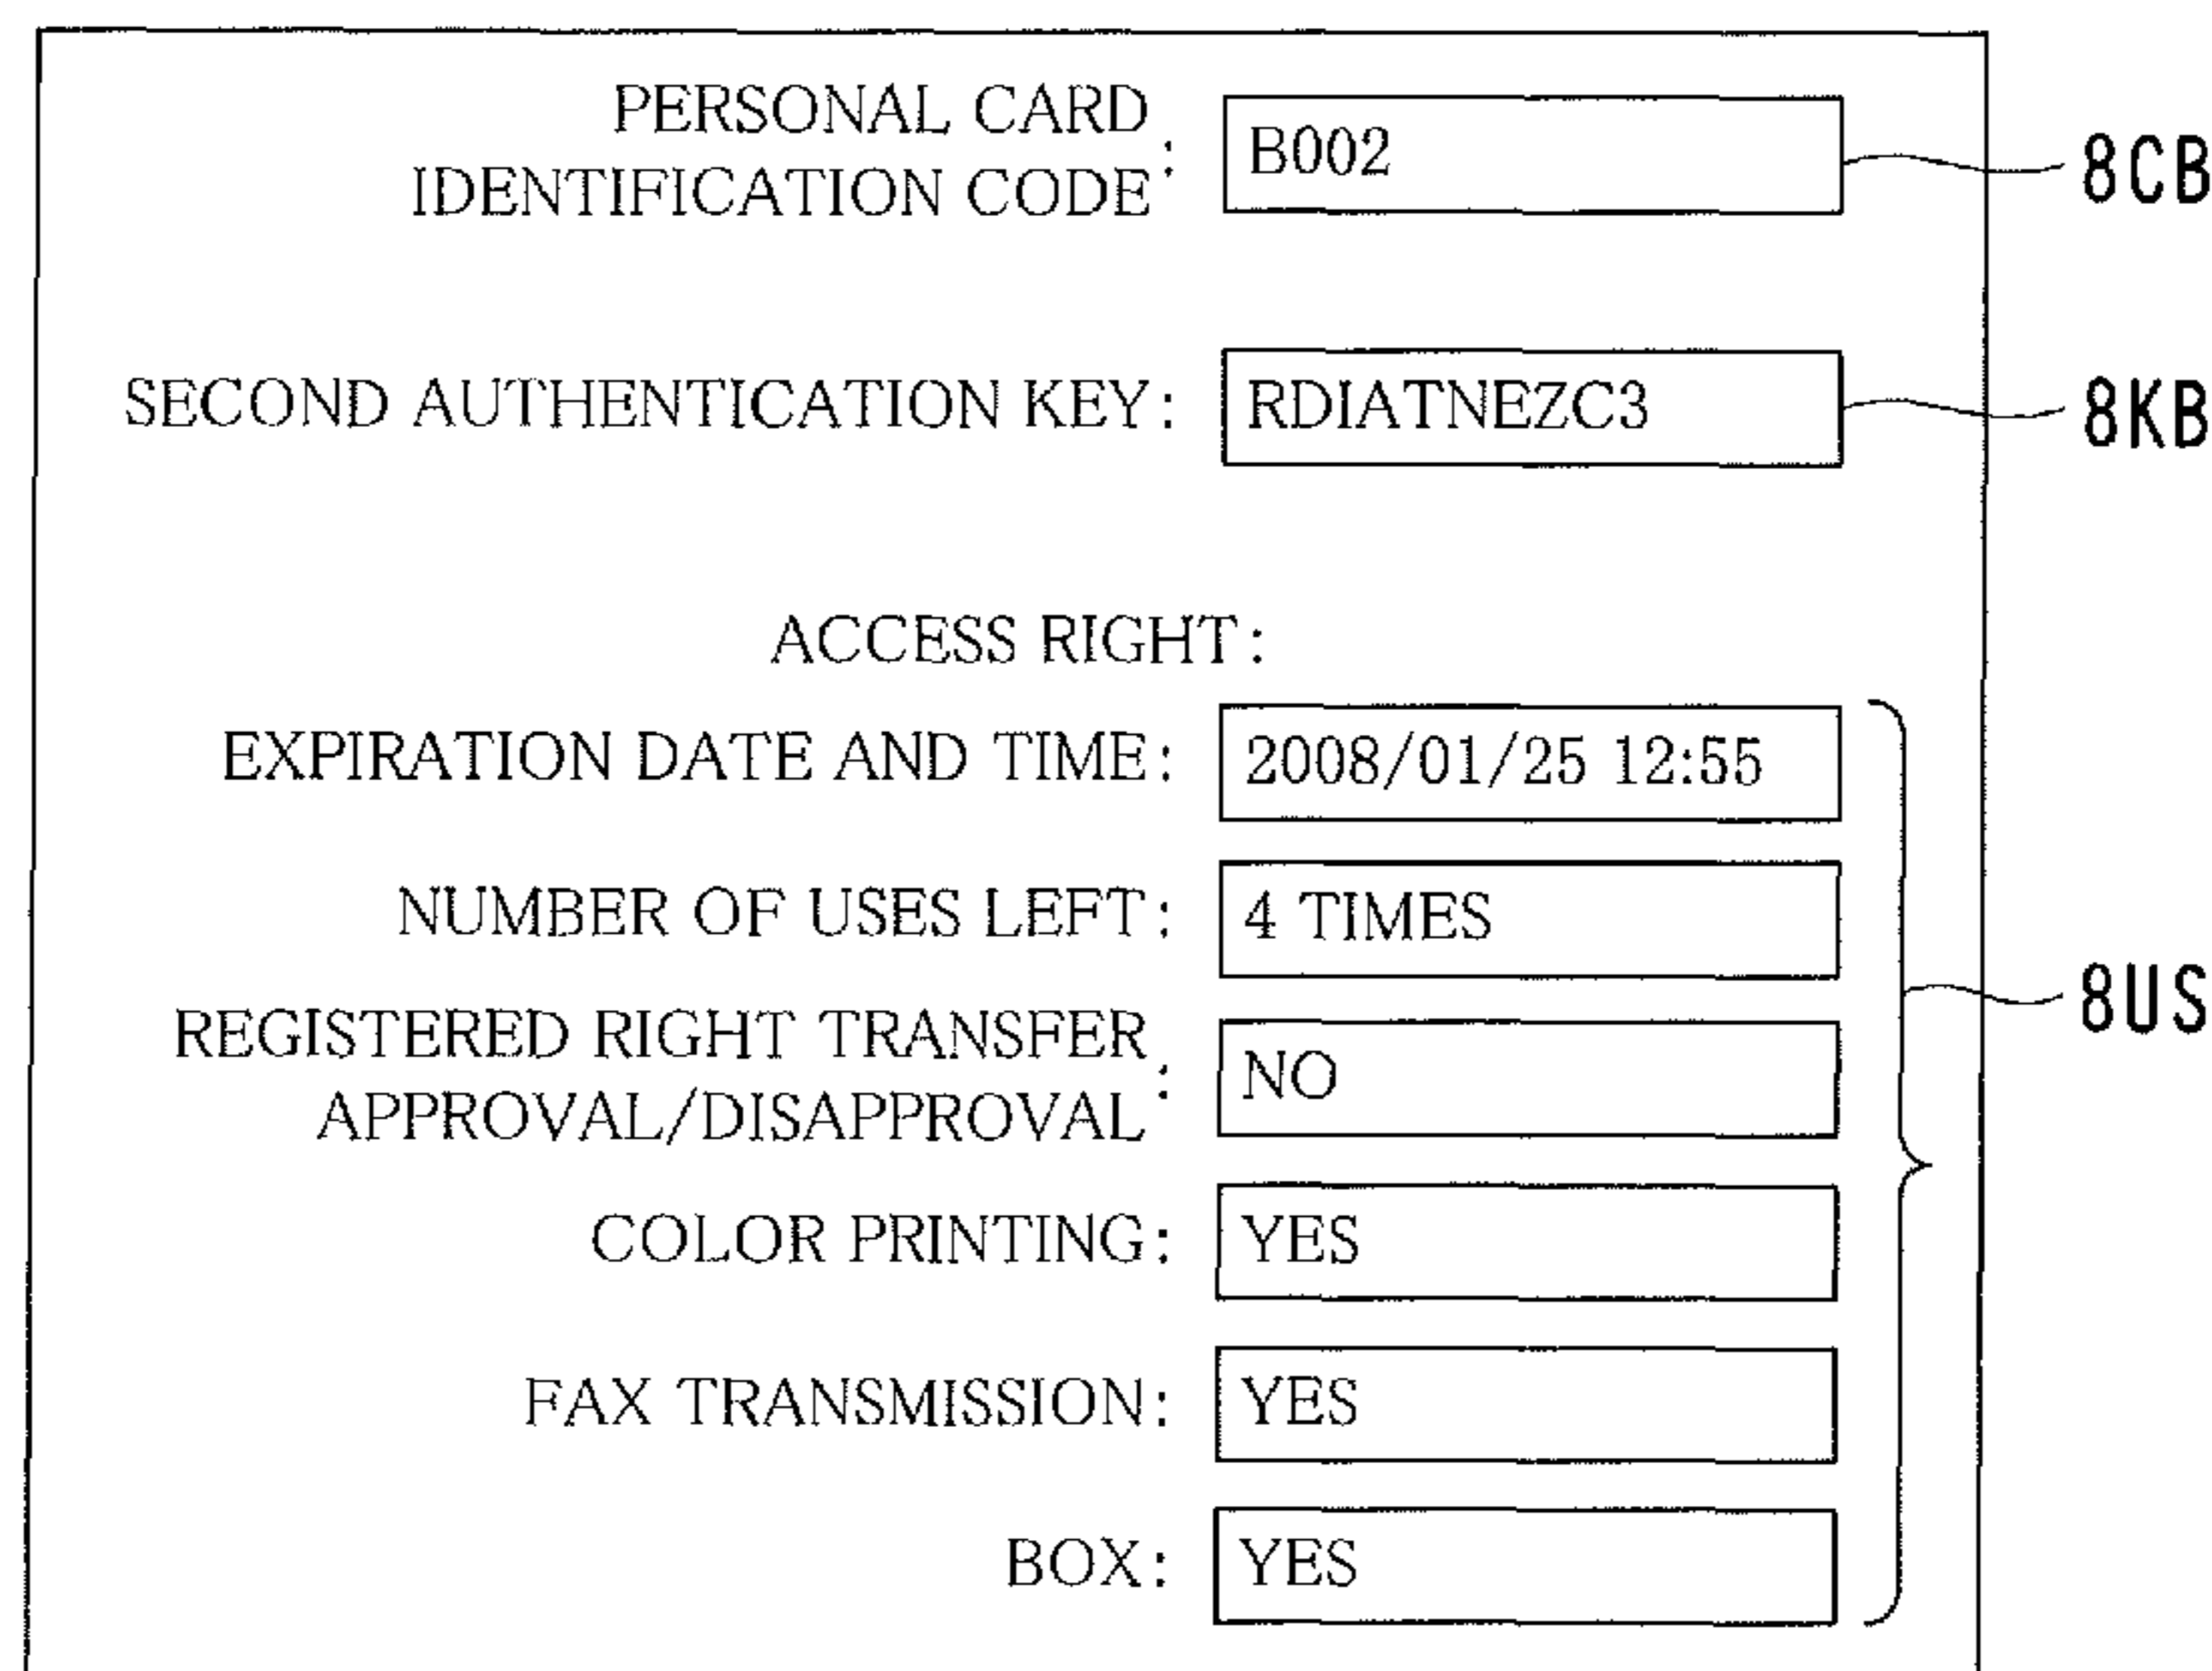 PERSONAL CARD
IDENTIFICATION CODE: B002 8CB
SECOND AUTHENTICATION KEY: RDIATNEZC3 8KB
ACCESS RIGHT:
EXPIRATION DATE AND TIME: 2008/01/25 12:55
NUMBER OF USES LEFT: 4 TIMES
REGISTERED RIGHT TRANSFER
APPROVAL/DISAPPROVAL: NO 8US
COLOR PRINTING: YES
FAX TRANSMISSION: YES
BOX: YES